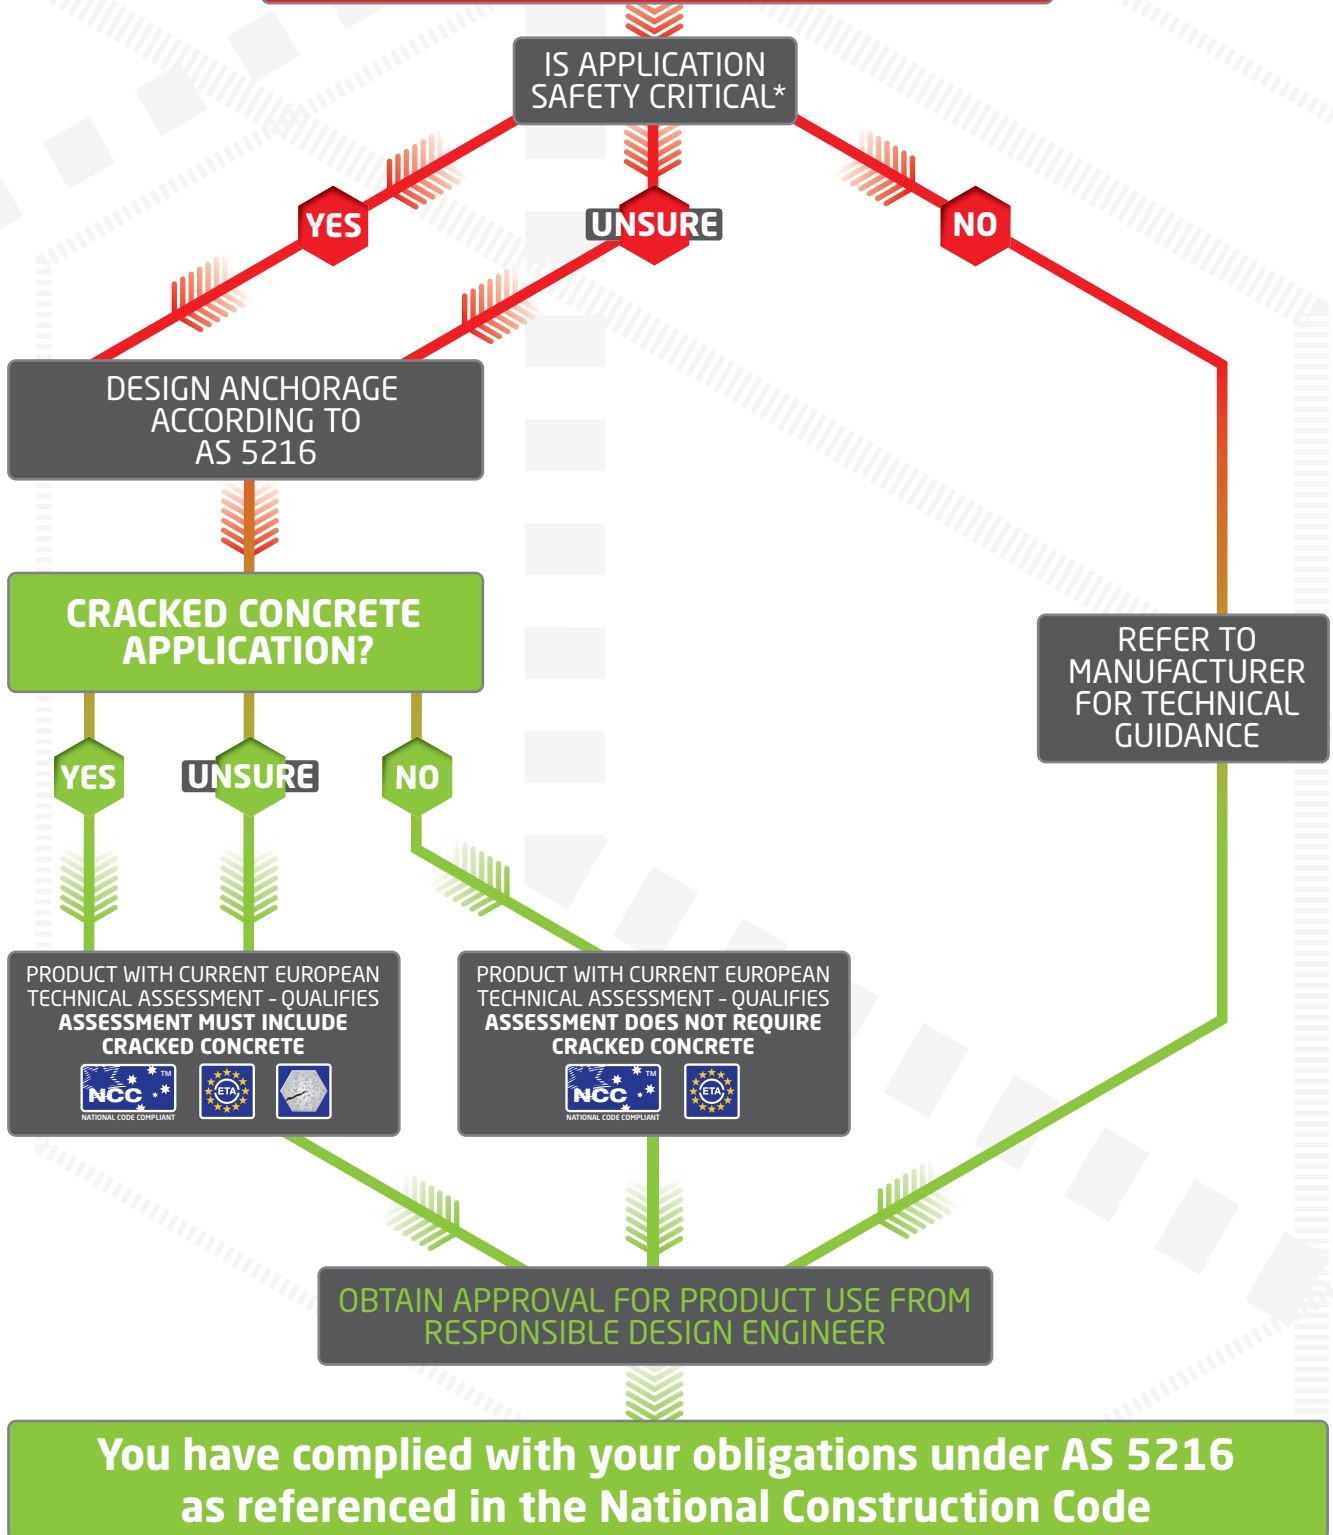 IS APPLICATION
SAFETY CRITICAL*
YES
UNSURE
NO
DESIGN ANCHORAGE
ACCORDING TO
AS 5216
CRACKED CONCRETE
APPLICATION?
REFER TO
MANUFACTURER
FOR TECHNICAL
GUIDANCE
YES
UNSURE
NO
PRODUCT WITH CURRENT EUROPEAN
TECHNICAL ASSESSMENT – QUALIFIES
ASSESSMENT MUST INCLUDE
CRACKED CONCRETE
NCC TM
NATIONAL CODE COMPLIANT
ETA
PRODUCT WITH CURRENT EUROPEAN
TECHNICAL ASSESSMENT – QUALIFIES
ASSESSMENT DOES NOT REQUIRE
CRACKED CONCRETE
NCC TM
NATIONAL CODE COMPLIANT
ETA
OBTAIN APPROVAL FOR PRODUCT USE FROM
RESPONSIBLE DESIGN ENGINEER
You have complied with your obligations under AS 5216
as referenced in the National Construction Code